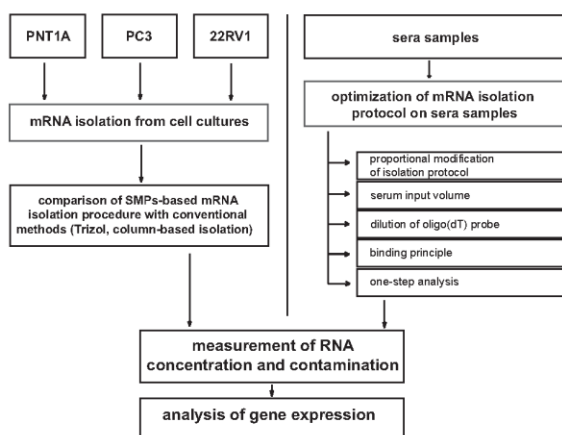 PNT1A
PC3
22RV1
mRNA isolation from cell cultures
comparison of SMPs-based mRNA
isolation procedure with conventional
methods (Trizol, column-based isolation)
sera samples
optimization of mRNA isolation
protocol on sera samples
proportional modification
of isolation protocol
serum input volume
dilution of oligo(dT) probe
binding principle
one-step analysis
measurement of RNA
concentration and contamination
analysis of gene expression